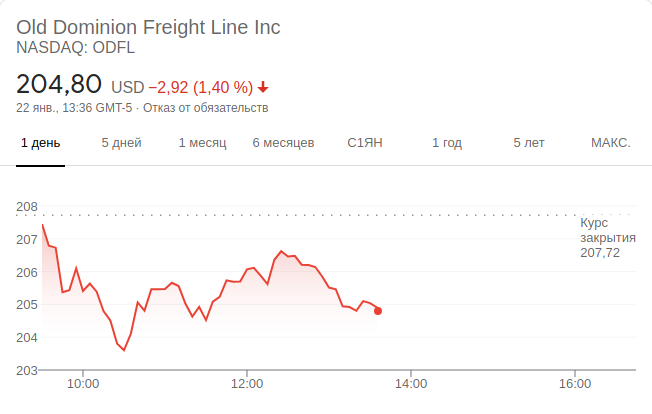 Old Dominion Freight Line Inc
NASDAQ: ODFL
204,80 USD −2,92 (1,40 %)
22 янв., 13:36 GMT-5 · Отказ от обязательств
1 день 5 дней 1 месяц 6 месяцев С1ЯН 1 год 5 лет МАКС.
208
207
206
205
204
203
Курс
закрытия
207,72
10:00 12:00 14:00 16:00